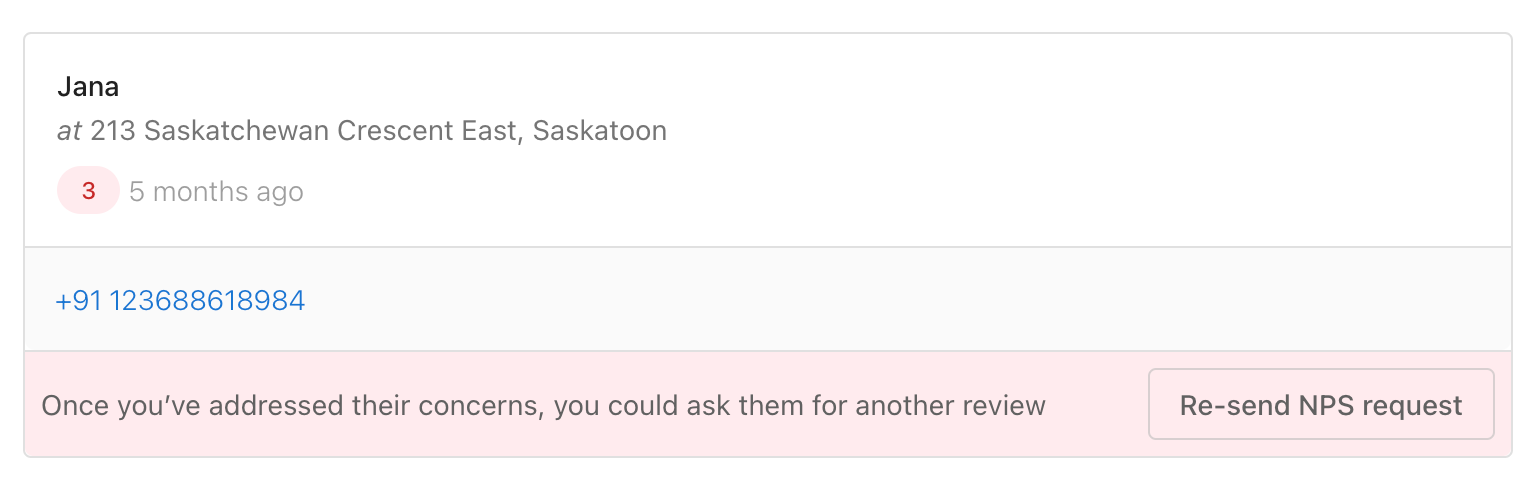 Jana
at 213 Saskatchewan Crescent East, Saskatoon
3 5 months ago
+91 123688618984
Once you’ve addressed their concerns, you could ask them for another review Re-send NPS request